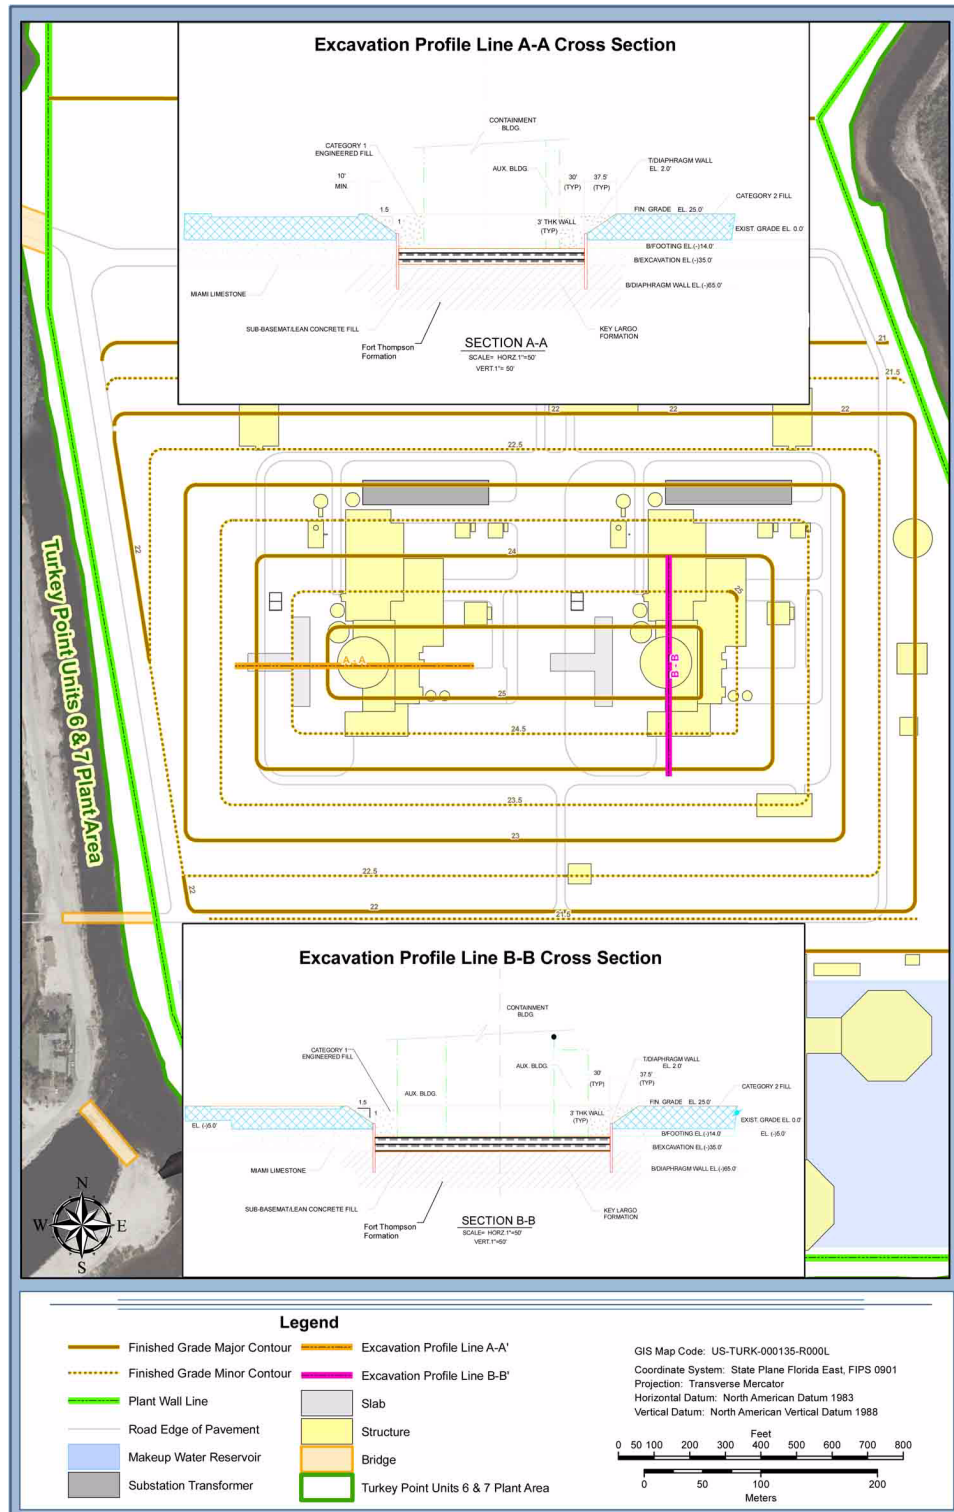 Excavation Profile Line A-A Cross Section
CONTAINMENT
BLDG.
CATEGORY 1
ENGINEERED FILL
AUX. BLDG.
T/DIAPHRAGM WALL
EL. 2.0'
10'
MIN.
30'
(TYP)
37.5'
(TYP)
CATEGORY 2 FILL
1.5
1
FIN. GRADE EL. 25.0'
3' THK WALL
(TYP)
EXIST. GRADE EL. 0.0'
B/FOOTING EL.(-)14.0'
B/EXCAVATION EL.(-)35.0'
B/DIAPHRAGM WALL EL.(-)65.0'
MIAMI LIMESTONE
SUB-BASEMAT/LEAN CONCRETE FILL
KEY LARGO
FORMATION
Fort Thompson
Formation
SECTION A-A
SCALE= HORZ.1"=50'
VERT.1"= 50'
21
21.5
22
22
22
22.5
22
24
25
A - A
B - B
25
24.5
23.5
23
22.5
22
22
21.5
Turkey Point Units 6 & 7 Plant Area
Excavation Profile Line B-B Cross Section
CONTAINMENT
BLDG
CATEGORY 1
ENGINEERED FILL
AUX. BLDG.
AUX. BLDG.
T/DIAPHRAGM WALL
EL. 2.0'
30'
(TYP)
37.5'
(TYP)
CATEGORY 2 FILL
1.5
1
FIN. GRADE EL. 25.0'
3' THK WALL
(TYP)
EXIST. GRADE EL. 0.0'
EL. (-)5.0'
B/FOOTING EL.(-)14.0'
EL. (-)5.0'
B/EXCAVATION EL.(-)35.0'
B/DIAPHRAGM WALL EL.(-)65.0'
MIAMI LIMESTONE
SUB-BASEMAT/LEAN CONCRETE FILL
KEY LARGO
FORMATION
Fort Thompson
Formation
SECTION B-B
SCALE= HORZ.1"=50'
VERT.1"=50'
N
W
E
S
Legend
Finished Grade Major Contour
Finished Grade Minor Contour
Plant Wall Line
Road Edge of Pavement
Makeup Water Reservoir
Substation Transformer
Excavation Profile Line A-A'
Excavation Profile Line B-B'
Slab
Structure
Bridge
Turkey Point Units 6 & 7 Plant Area
GIS Map Code: US-TURK-000135-R000L
Coordinate System: State Plane Florida East, FIPS 0901
Projection: Transverse Mercator
Horizontal Datum: North American Datum 1983
Vertical Datum: North American Vertical Datum 1988
Feet
0 50 100 200 300 400 500 600 700 800
0 50 100 200
Meters